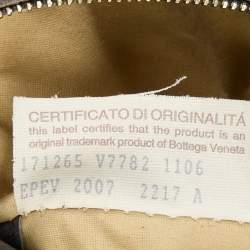 CERTIFICATO DI ORIGINALITÁ
this label certifies that the product is an
original trademark product of Bottega Veneta
171265 V7782 1106
EPEV 2007 2217 A